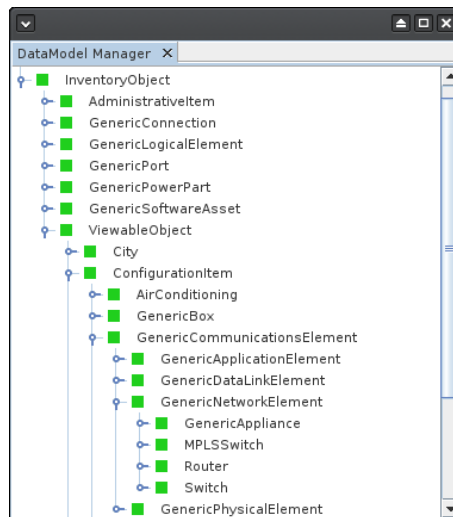 DataModel Manager
InventoryObject
AdministrativeItem
GenericConnection
GenericLogicalElement
GenericPort
GenericPowerPart
GenericSoftwareAsset
ViewableObject
City
ConfigurationItem
AirConditioning
GenericBox
GenericCommunicationsElement
GenericApplicationElement
GenericDataLinkElement
GenericNetworkElement
GenericAppliance
MPLSSwitch
Router
Switch
GenericPhysicalElement